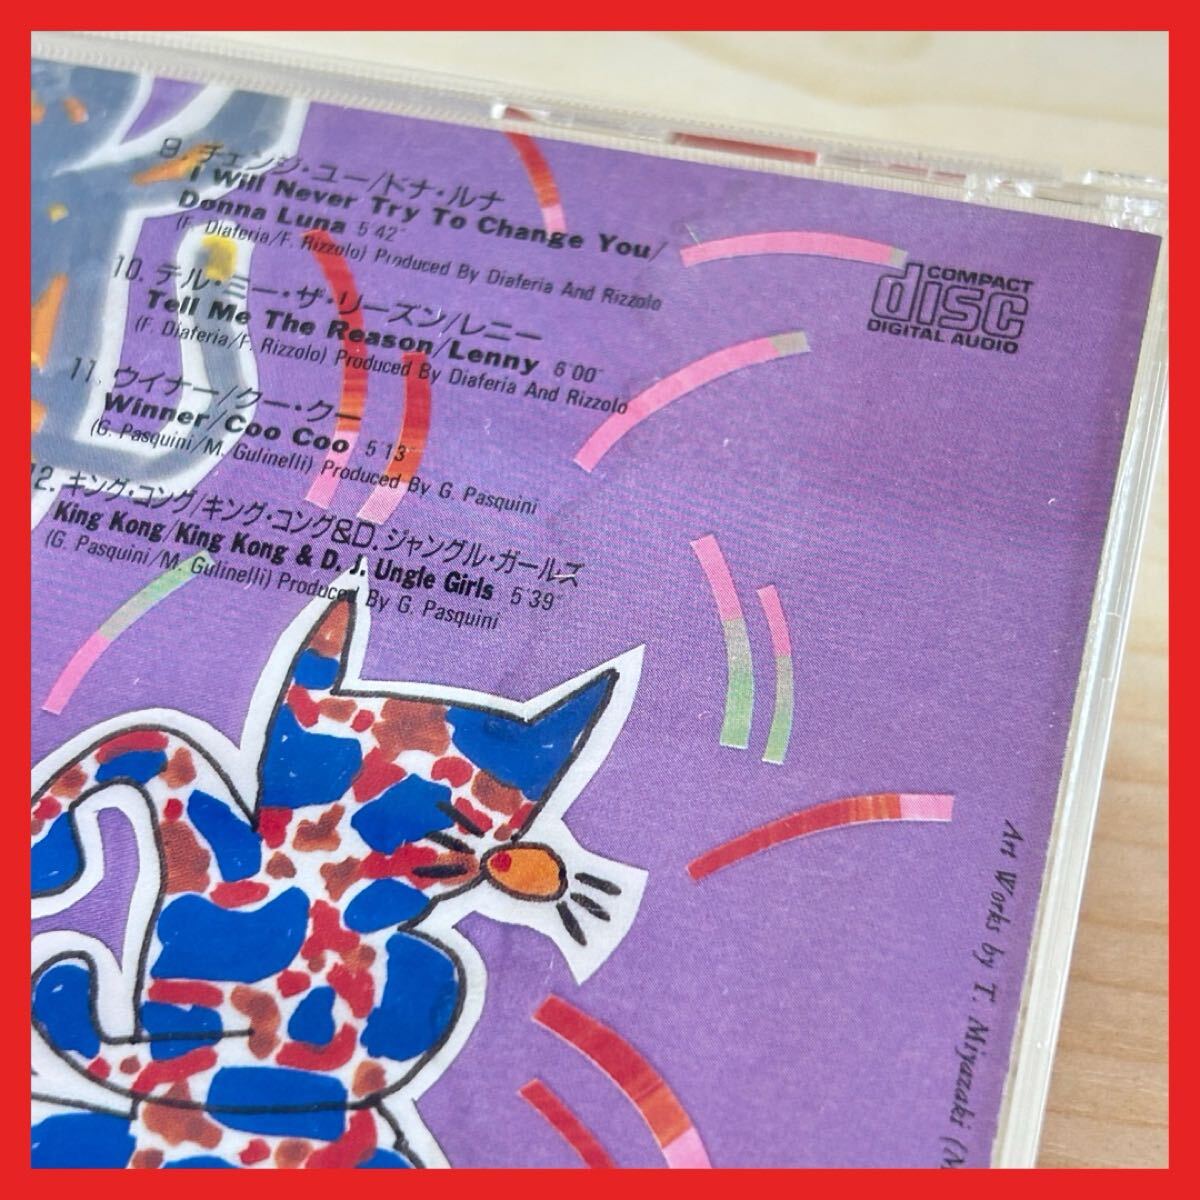 9. チェンジ・ユー/ドナ・ルナ
I Will Never Try To Change You/
Donna Luna 5'42"
(F. Diaferia/F. Rizzolo) Produced By Diaferia And Rizzolo
10. テル・ミー・ザ・リーズン/レニー
Tell Me The Reason/Lenny 6'00"
(F. Diaferia/F. Rizzolo) Produced By Diaferia And Rizzolo
11. ウイナー/クー・クー
Winner/Coo Coo 5'13"
(G. Pasquini/M. Gulinelli) Produced By G. Pasquini
12. キング・コング/キング・コング&D.ジャングル・ガールズ
King Kong/King Kong & D. J. Ungle Girls 5'39"
(G. Pasquini/M. Gulinelli) Produced By G. Pasquini
COMPACT
disc
DIGITAL AUDIO
Art Works by T. Miyazaki